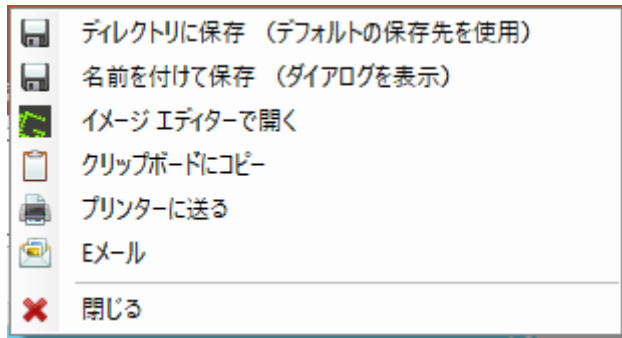 ディレクトリに保存 （デフォルトの保存先を使用）
名前を付けて保存 （ダイアログを表示）
イメージ エディターで開く
クリップボードにコピー
プリンターに送る
Eメール
閉じる